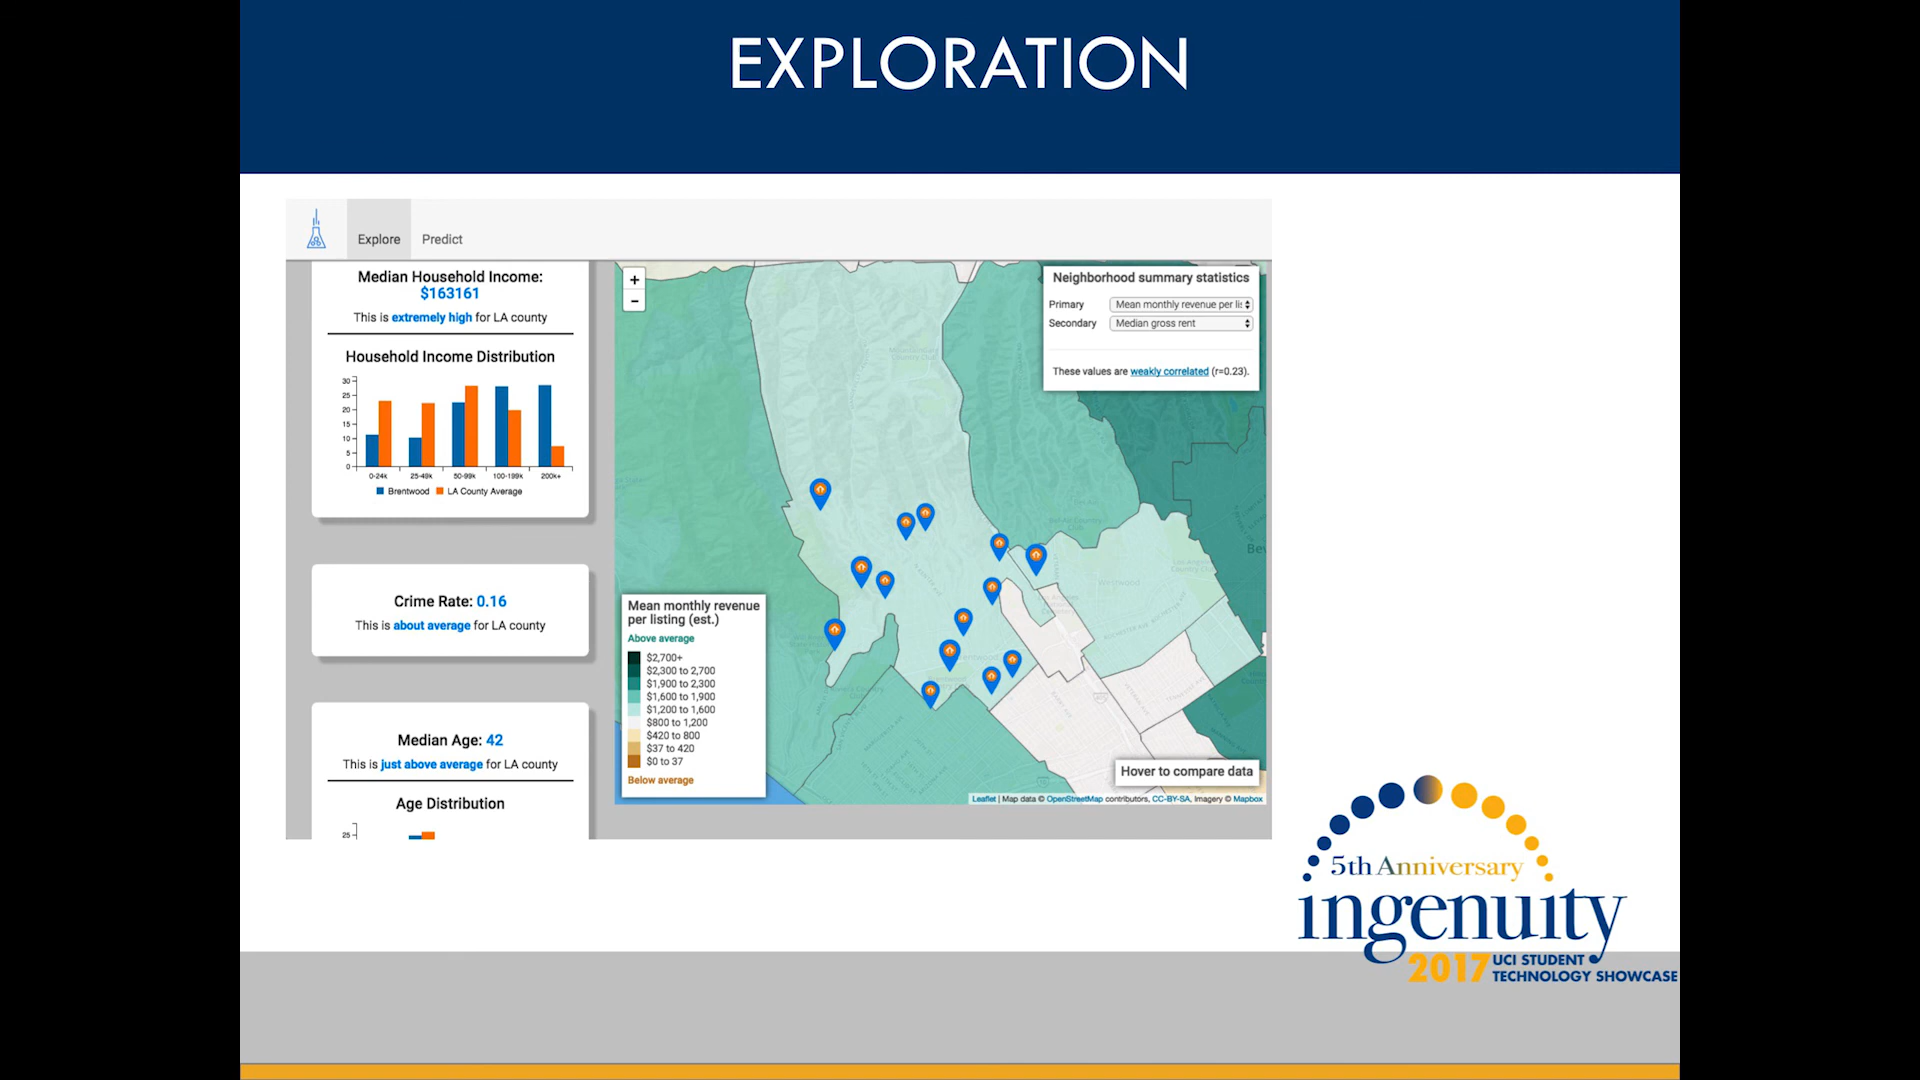 EXPLORATION
Explore
Predict
Median Household Income:
$163161
This is extremely high for LA county
Household Income Distribution
30
25
20
15
10
5
0
0-24k
25-49k
50-99k
100-199k
200k+
Brentwood
LA County Average
Crime Rate: 0.16
This is about average for LA county
Median Age: 42
This is just above average for LA county
Age Distribution
25
+
-
Neighborhood summary statistics
Primary
Mean monthly revenue per lis
Secondary
Median gross rent
These values are weakly correlated (r=0.23).
Mean monthly revenue
per listing (est.)
Above average
$2,700+
$2,300 to 2,700
$1,900 to 2,300
$1,600 to 1,900
$1,200 to 1,600
$800 to 1,200
$420 to 800
$37 to 420
$0 to 37
Below average
Westwood
Bev
Hover to compare data
Leaflet | Map data © OpenStreetMap contributors, CC-BY-SA, Imagery © Mapbox
5th Anniversary
ingenuity
2017 UCI STUDENT
TECHNOLOGY SHOWCASE